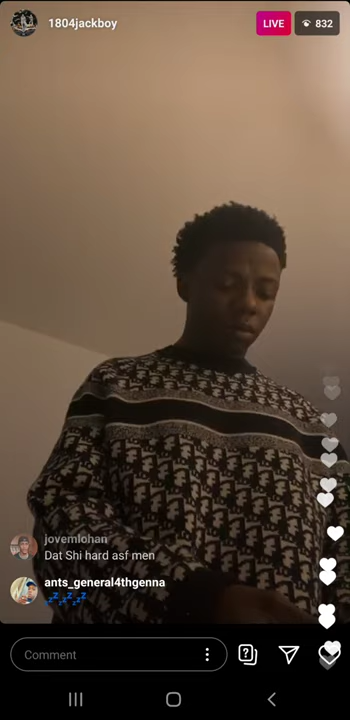 1804jackboy
LIVE
832
jovemlohan
Dat Shi hard asf men
ants_general4thgenna
💤💤💤💤
Comment